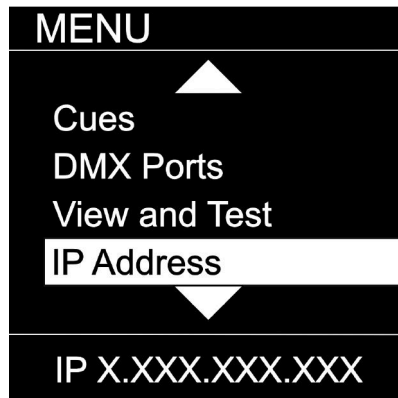 MENU
Cues
DMX Ports
View and Test
IP Address
IP X.XXX.XXX.XXX